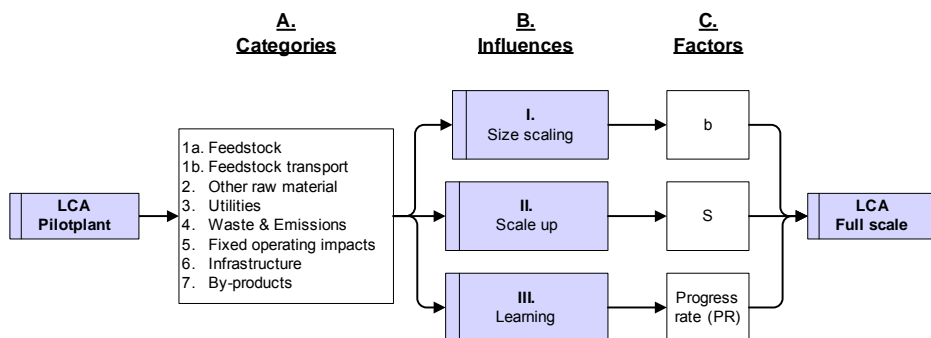 A.
Categories
B.
Influences
C.
Factors
LCA
Pilotplant
1a. Feedstock
1b. Feedstock transport
2. Other raw material
3. Utilities
4. Waste & Emissions
5. Fixed operating impacts
6. Infrastructure
7. By-products
I.
Size scaling
b
II.
Scale up
S
III.
Learning
Progress
rate (PR)
LCA
Full scale